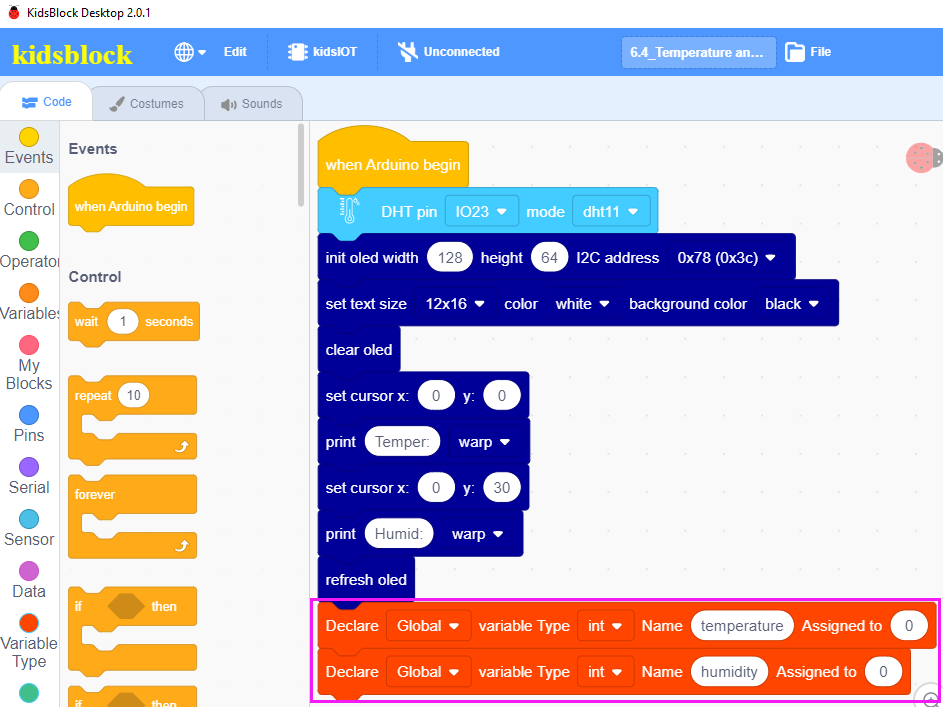 KidsBlock Desktop 2.0.1
kidsblock Edit kidsIOT Unconnected 6.4_Temperature an... File
Code Costumes Sounds
Events
Control
Operator
Variables
My
Blocks
Pins
Serial
Sensor
Data
Variable
Type
Events
when Arduino begin
Control
wait 1 seconds
repeat 10
forever
if then
if then
when Arduino begin
DHT pin IO23 mode dht11
init oled width 128 height 64 I2C address 0x78 (0x3c)
set text size 12x16 color white background color black
clear oled
set cursor x: 0 y: 0
print Temper: warp
set cursor x: 0 y: 30
print Humid: warp
refresh oled
Declare Global variable Type int Name temperature Assigned to 0
Declare Global variable Type int Name humidity Assigned to 0